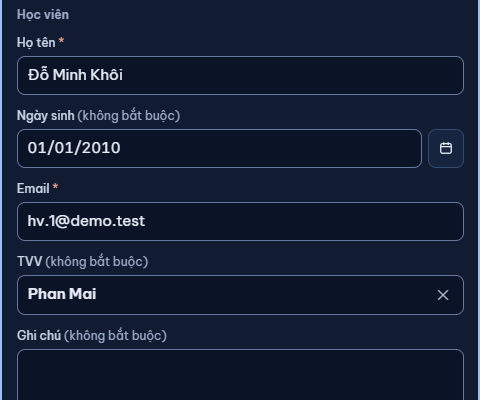 Học viên
Họ tên *
Đỗ Minh Khôi
Ngày sinh (không bắt buộc)
01/01/2010
Email *
hv.1@demo.test
TVV (không bắt buộc)
Phan Mai
Ghi chú (không bắt buộc)